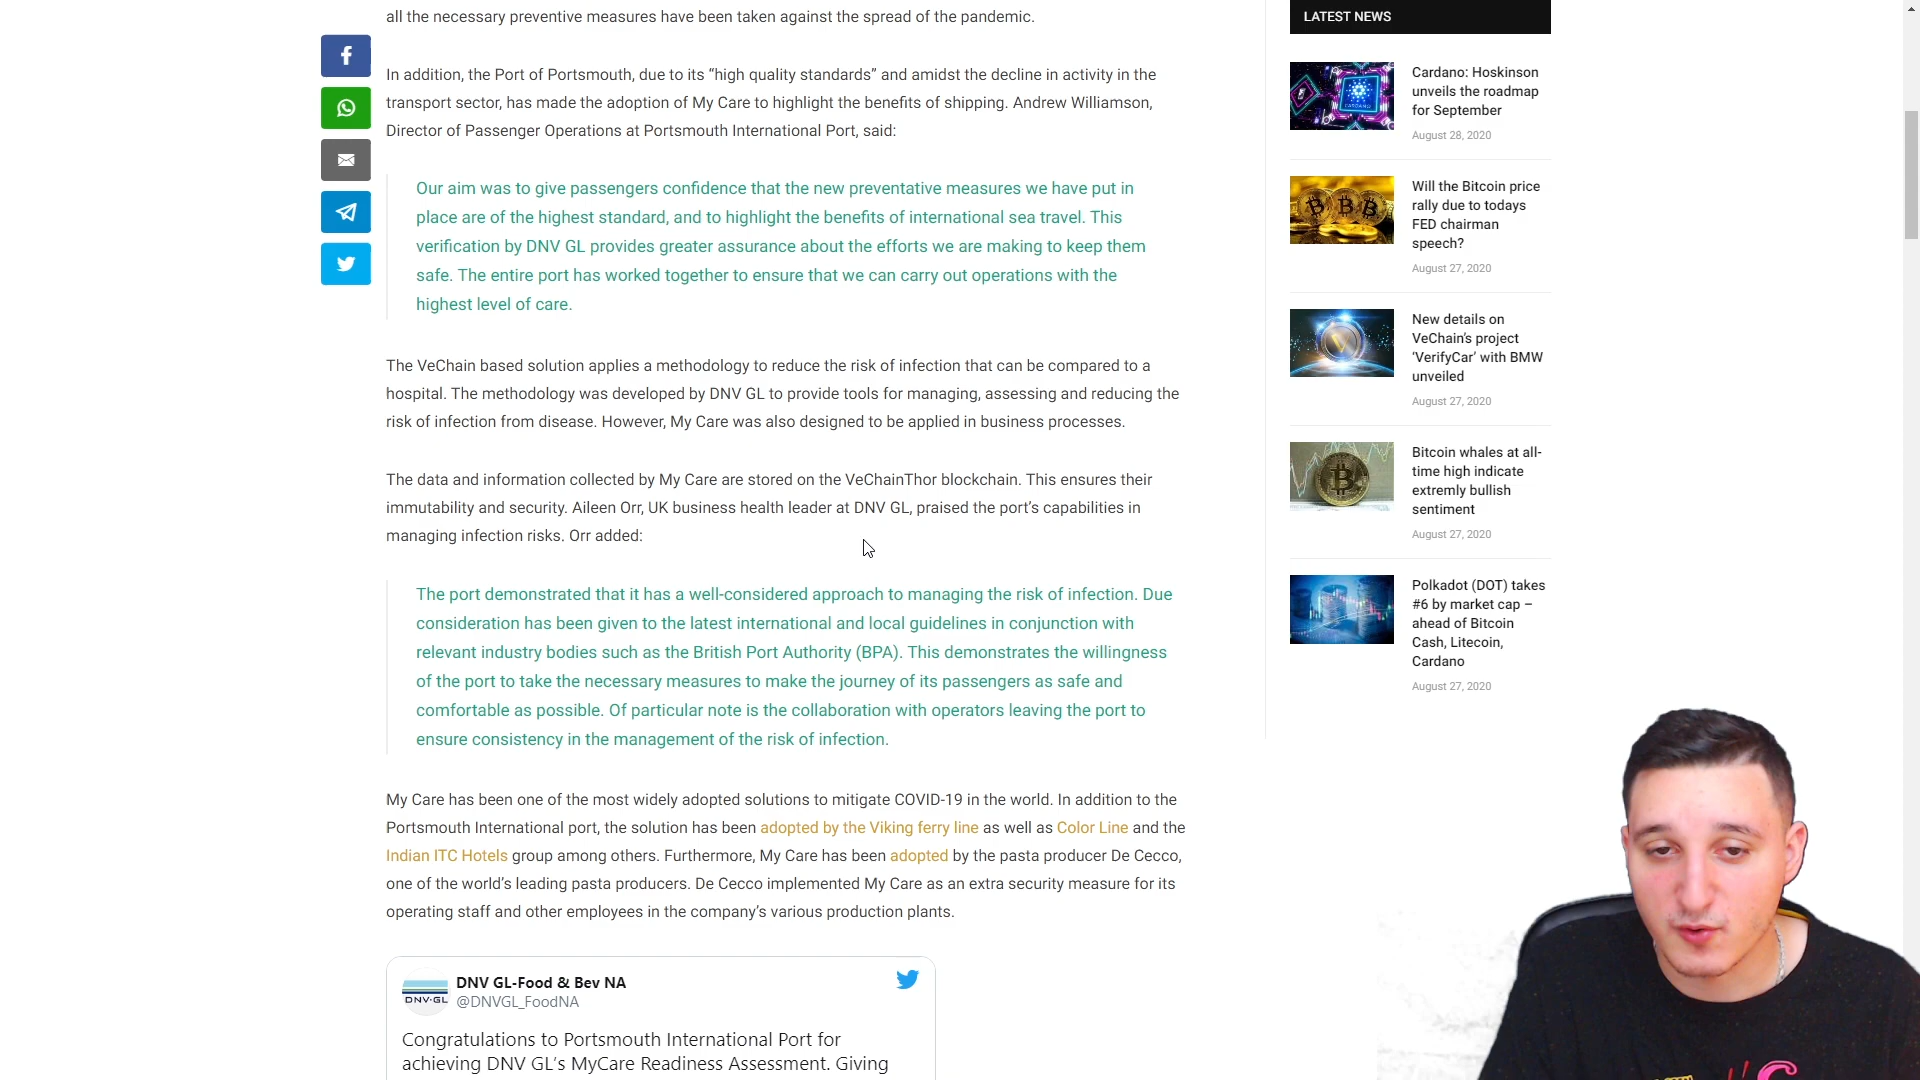 all the necessary preventive measures have been taken against the spread of the pandemic.
In addition, the Port of Portsmouth, due to its “high quality standards” and amidst the decline in activity in the
transport sector, has made the adoption of My Care to highlight the benefits of shipping. Andrew Williamson,
Director of Passenger Operations at Portsmouth International Port, said:
Our aim was to give passengers confidence that the new preventative measures we have put in
place are of the highest standard, and to highlight the benefits of international sea travel. This
verification by DNV GL provides greater assurance about the efforts we are making to keep them
safe. The entire port has worked together to ensure that we can carry out operations with the
highest level of care.
The VeChain based solution applies a methodology to reduce the risk of infection that can be compared to a
hospital. The methodology was developed by DNV GL to provide tools for managing, assessing and reducing the
risk of infection from disease. However, My Care was also designed to be applied in business processes.
The data and information collected by My Care are stored on the VeChainThor blockchain. This ensures their
immutability and security. Aileen Orr, UK business health leader at DNV GL, praised the port’s capabilities in
managing infection risks. Orr added:
The port demonstrated that it has a well-considered approach to managing the risk of infection. Due
consideration has been given to the latest international and local guidelines in conjunction with
relevant industry bodies such as the British Port Authority (BPA). This demonstrates the willingness
of the port to take the necessary measures to make the journey of its passengers as safe and
comfortable as possible. Of particular note is the collaboration with operators leaving the port to
ensure consistency in the management of the risk of infection.
My Care has been one of the most widely adopted solutions to mitigate COVID-19 in the world. In addition to the
Portsmouth International port, the solution has been adopted by the Viking ferry line as well as Color Line and the
Indian ITC Hotels group among others. Furthermore, My Care has been adopted by the pasta producer De Cecco,
one of the world’s leading pasta producers. De Cecco implemented My Care as an extra security measure for its
operating staff and other employees in the company’s various production plants.
DNV·GL
DNV GL-Food & Bev NA
@DNVGL_FoodNA
Congratulations to Portsmouth International Port for
achieving DNV GL’s MyCare Readiness Assessment. Giving
LATEST NEWS
CARDANO
Cardano: Hoskinson
unveils the roadmap
for September
August 28, 2020
Will the Bitcoin price
rally due to todays
FED chairman
speech?
August 27, 2020
New details on
VeChain’s project
‘VerifyCar’ with BMW
unveiled
August 27, 2020
Bitcoin whales at all-
time high indicate
extremly bullish
sentiment
August 27, 2020
Polkadot (DOT) takes
#6 by market cap –
ahead of Bitcoin
Cash, Litecoin,
Cardano
August 27, 2020